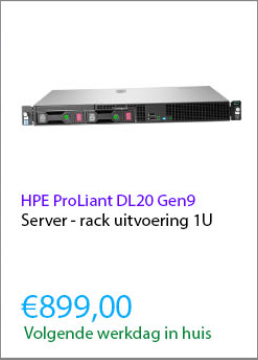 HPE ProLiant DL20 Gen9
Server - rack uitvoering 1U
€899,00
Volgende werkdag in huis